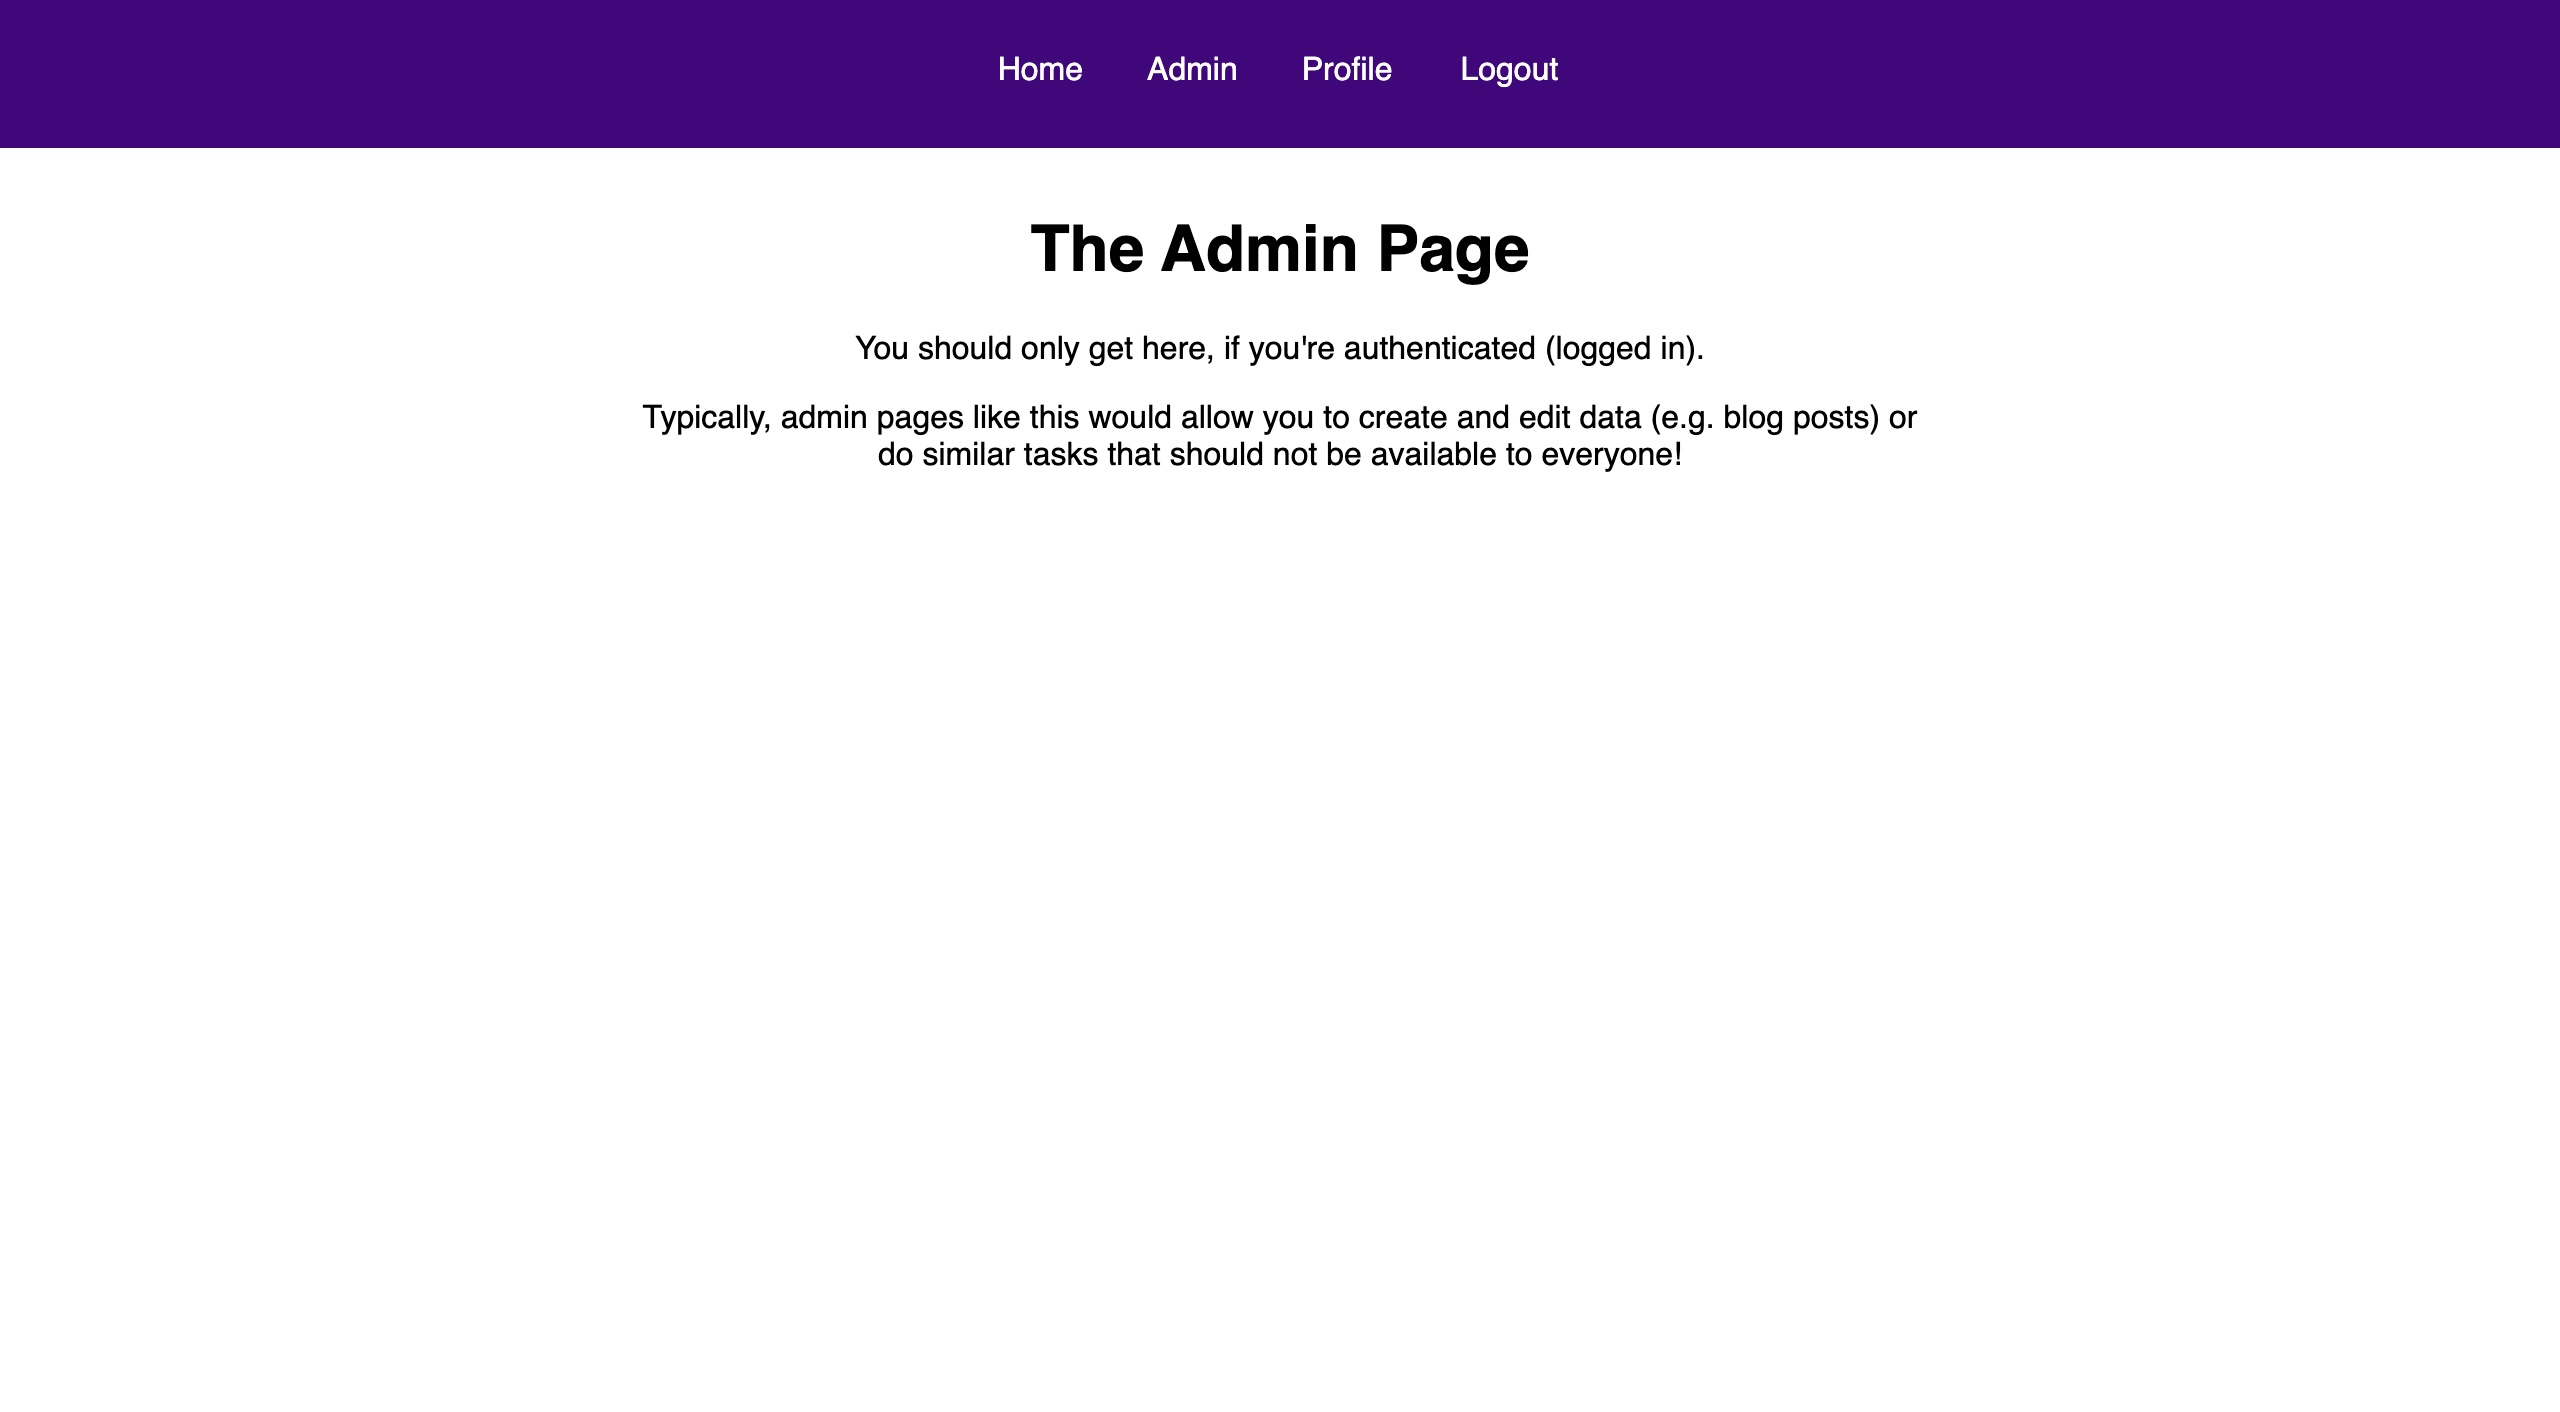 Home Admin Profile Logout
The Admin Page
You should only get here, if you're authenticated (logged in).
Typically, admin pages like this would allow you to create and edit data (e.g. blog posts) or
do similar tasks that should not be available to everyone!